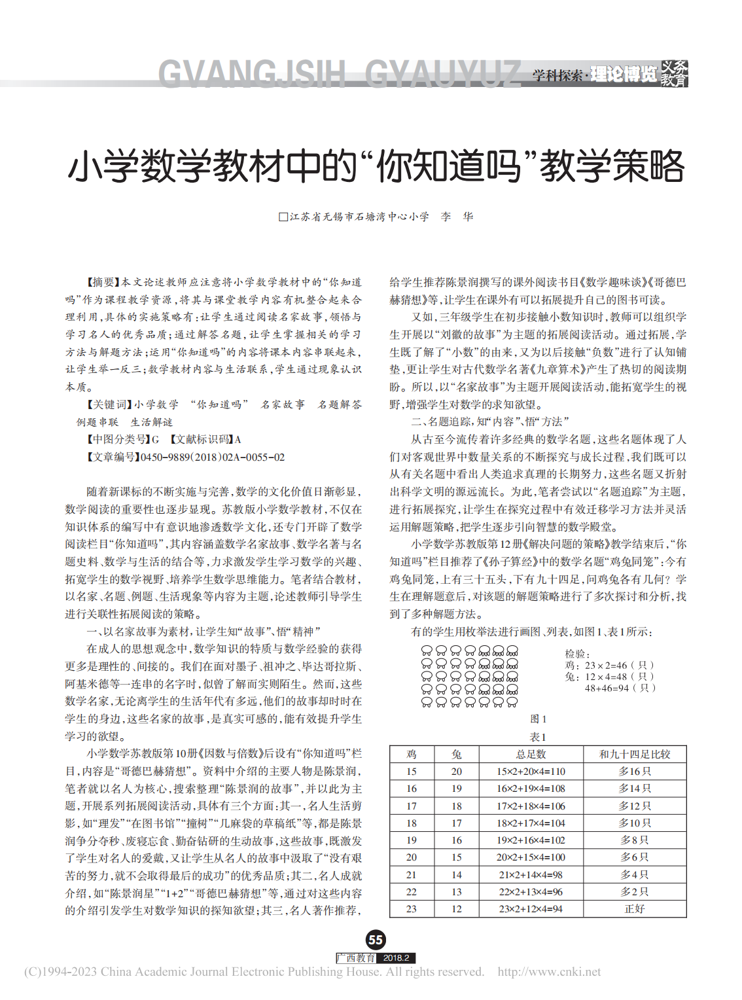 GVANGJSIH GYAUYUZ 学科探索·理论博览 义务教育
小学数学教材中的“你知道吗”教学策略
□江苏省无锡市石塘湾中心小学 李 华
【摘要】本文论述教师应注意将小学数学教材中的“你知道
吗”作为课程教学资源,将其与课堂教学内容有机整合起来合
理利用,具体的实施策略有:让学生通过阅读名家故事,领悟与
学习名人的优秀品质;通过解答名题,让学生掌握相关的学习
方法与解题方法;运用“你知道吗”的内容将课本内容串联起来,
让学生举一反三;数学教材内容与生活联系,学生通过现象认识
本质。
【关键词】小学数学 “你知道吗” 名家故事 名题解答
例题串联 生活解谜
【中图分类号】G 【文献标识码】A
【文章编号】0450-9889(2018)02A-0055-02
随着新课标的不断实施与完善,数学的文化价值日渐彰显,
数学阅读的重要性也逐步显现。苏教版小学数学教材,不仅在
知识体系的编写中有意识地渗透数学文化,还专门开辟了数学
阅读栏目“你知道吗”,其内容涵盖数学名家故事、数学名著与名
题史料、数学与生活的结合等,力求激发学生学习数学的兴趣、
拓宽学生的数学视野、培养学生数学思维能力。笔者结合教材,
以名家、名题、例题、生活现象等内容为主题,论述教师引导学生
进行关联性拓展阅读的策略。
一、以名家故事为素材,让学生知“故事”、悟“精神”
在成人的思想观念中,数学知识的特质与数学经验的获得
更多是理性的、间接的。我们在面对墨子、祖冲之、毕达哥拉斯、
阿基米德等一连串的名字时,似曾了解而实则陌生。然而,这些
数学名家,无论离学生的生活年代有多远,他们的故事却时时在
学生的身边,这些名家的故事,是真实可感的,能有效提升学生
学习的欲望。
小学数学苏教版第10册《因数与倍数》后设有“你知道吗”栏
目,内容是“哥德巴赫猜想”。资料中介绍的主要人物是陈景润,
笔者就以名人为核心,搜索整理“陈景润的故事”,并以此为主
题,开展系列拓展阅读活动,具体有三个方面:其一,名人生活剪
影,如“理发”“在图书馆”“撞树”“几麻袋的草稿纸”等,都是陈景
润争分夺秒、废寝忘食、勤奋钻研的生动故事,这些故事,既激发
了学生对名人的爱戴,又让学生从名人的故事中汲取了“没有艰
苦的努力,就不会取得最后的成功”的优秀品质;其二,名人成就
介绍,如“陈景润星”“1+2”“哥德巴赫猜想”等,通过对这些内容
的介绍引发学生对数学知识的探知欲望;其三,名人著作推荐,
给学生推荐陈景润撰写的课外阅读书目《数学趣味谈》《哥德巴
赫猜想》等,让学生在课外有可以拓展提升自己的图书可读。
又如,三年级学生在初步接触小数知识时,教师可以组织学
生开展以“刘徽的故事”为主题的拓展阅读活动。通过拓展,学
生既了解了“小数”的由来,又为以后接触“负数”进行了认知铺
垫,更让学生对古代数学名著《九章算术》产生了热切的阅读期
盼。所以,以“名家故事”为主题开展阅读活动,能拓宽学生的视
野,增强学生对数学的求知欲望。
二、名题追踪,知“内容”、悟“方法”
从古至今流传着许多经典的数学名题,这些名题体现了人
们对客观世界中数量关系的不断探究与成长过程,我们既可以
从有关名题中看出人类追求真理的长期努力,这些名题又折射
出科学文明的源远流长。为此,笔者尝试以“名题追踪”为主题,
进行拓展探究,让学生在探究过程中有效迁移学习方法并灵活
运用解题策略,把学生逐步引向智慧的数学殿堂。
小学数学苏教版第12册《解决问题的策略》教学结束后,“你
知道吗”栏目推荐了《孙子算经》中的数学名题“鸡兔同笼”:今有
鸡兔同笼,上有三十五头,下有九十四足,问鸡兔各有几何? 学
生在理解题意后,对该题的解题策略进行了多次探讨和分析,找
到了多种解题方法。
有的学生用枚举法进行画图、列表,如图1、表1所示:
检验:
鸡:23×2=46(只)
兔:12×4=48(只)
48+46=94(只)
图1
表1
鸡 兔 总足数 和九十四足比较
15 20 15×2+20×4=110 多16只
16 19 16×2+19×4=108 多14只
17 18 17×2+18×4=106 多12只
18 17 18×2+17×4=104 多10只
19 16 19×2+16×4=102 多8只
20 15 20×2+15×4=100 多6只
21 14 21×2+14×4=98 多4只
22 13 22×2+13×4=96 多2只
23 12 23×2+12×4=94 正好
55
广西教育 2018.2
(C)1994-2023 China Academic Journal Electronic Publishing House. All rights reserved. http://www.cnki.net